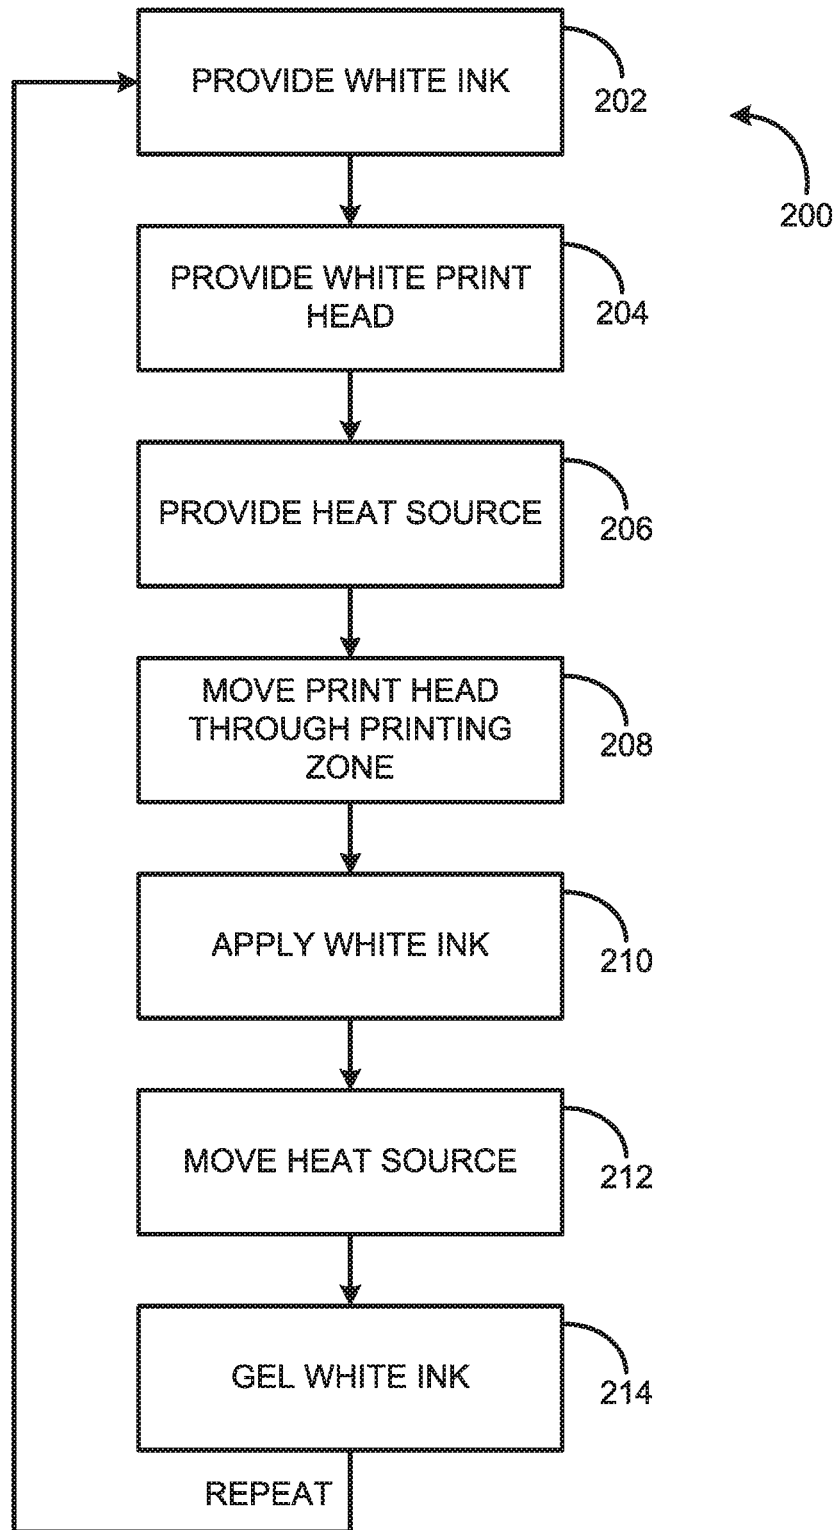 PROVIDE WHITE INK
202
200
PROVIDE WHITE PRINT
HEAD
204
PROVIDE HEAT SOURCE
206
MOVE PRINT HEAD
THROUGH PRINTING
ZONE
208
APPLY WHITE INK
210
MOVE HEAT SOURCE
212
GEL WHITE INK
214
REPEAT